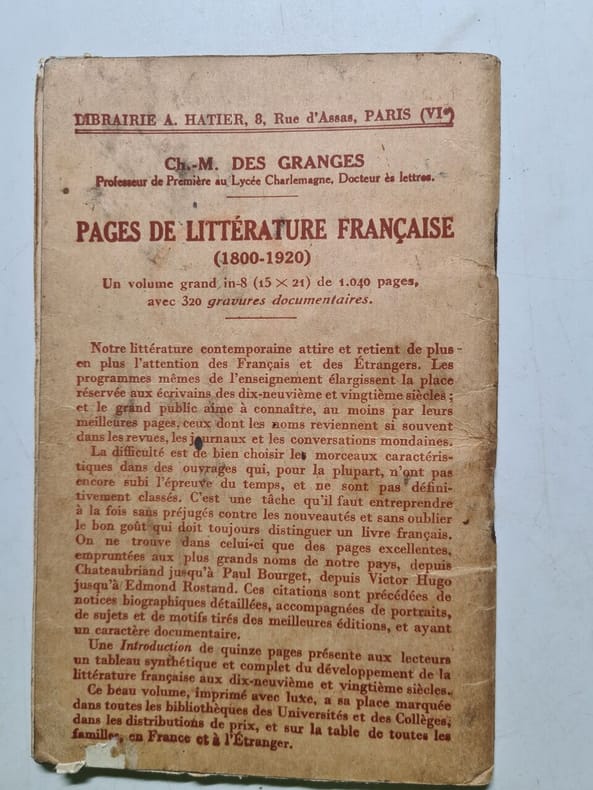 LIBRAIRIE A. HATIER, 8, Rue d'Assas, PARIS (VIe)
Ch.-M. DES GRANGES
Professeur de Première au Lycée Charlemagne, Docteur ès lettres.
PAGES DE LITTÉRATURE FRANÇAISE
(1800-1920)
Un volume grand in-8 (15 × 21) de 1.040 pages,
avec 320 gravures documentaires.
Notre littérature contemporaine attire et retient de plus
en plus l'attention des Français et des Étrangers. Les
programmes mêmes de l'enseignement élargissent la place
réservée aux écrivains des dix-neuvième et vingtième siècles ;
et le grand public aime à connaître, au moins par leurs
meilleures pages, ceux dont les noms reviennent si souvent
dans les revues, les journaux et les conversations mondaines.
La difficulté est de bien choisir les morceaux caractéris-
tiques dans des ouvrages qui, pour la plupart, n'ont pas
encore subi l'épreuve du temps, et ne sont pas défini-
tivement classés. C'est une tâche qu'il faut entreprendre
à la fois sans préjugés contre les nouveautés et sans oublier
le bon goût qui doit toujours distinguer un livre français.
On ne trouve dans celui-ci que des pages excellentes,
empruntées aux plus grands noms de notre pays, depuis
Chateaubriand jusqu'à Paul Bourget, depuis Victor Hugo
jusqu'à Edmond Rostand. Ces citations sont précédées de
notices biographiques détaillées, accompagnées de portraits,
de sujets et de motifs tirés des meilleures éditions, et ayant
un caractère documentaire.
Une Introduction de quinze pages présente aux lecteurs
un tableau synthétique et complet du développement de la
littérature française aux dix-neuvième et vingtième siècles.
Ce beau volume, imprimé avec luxe, a sa place marquée
dans toutes les bibliothèques des Universités et des Collèges,
dans les distributions de prix, et sur la table de toutes les
familles, en France et à l'Étranger.